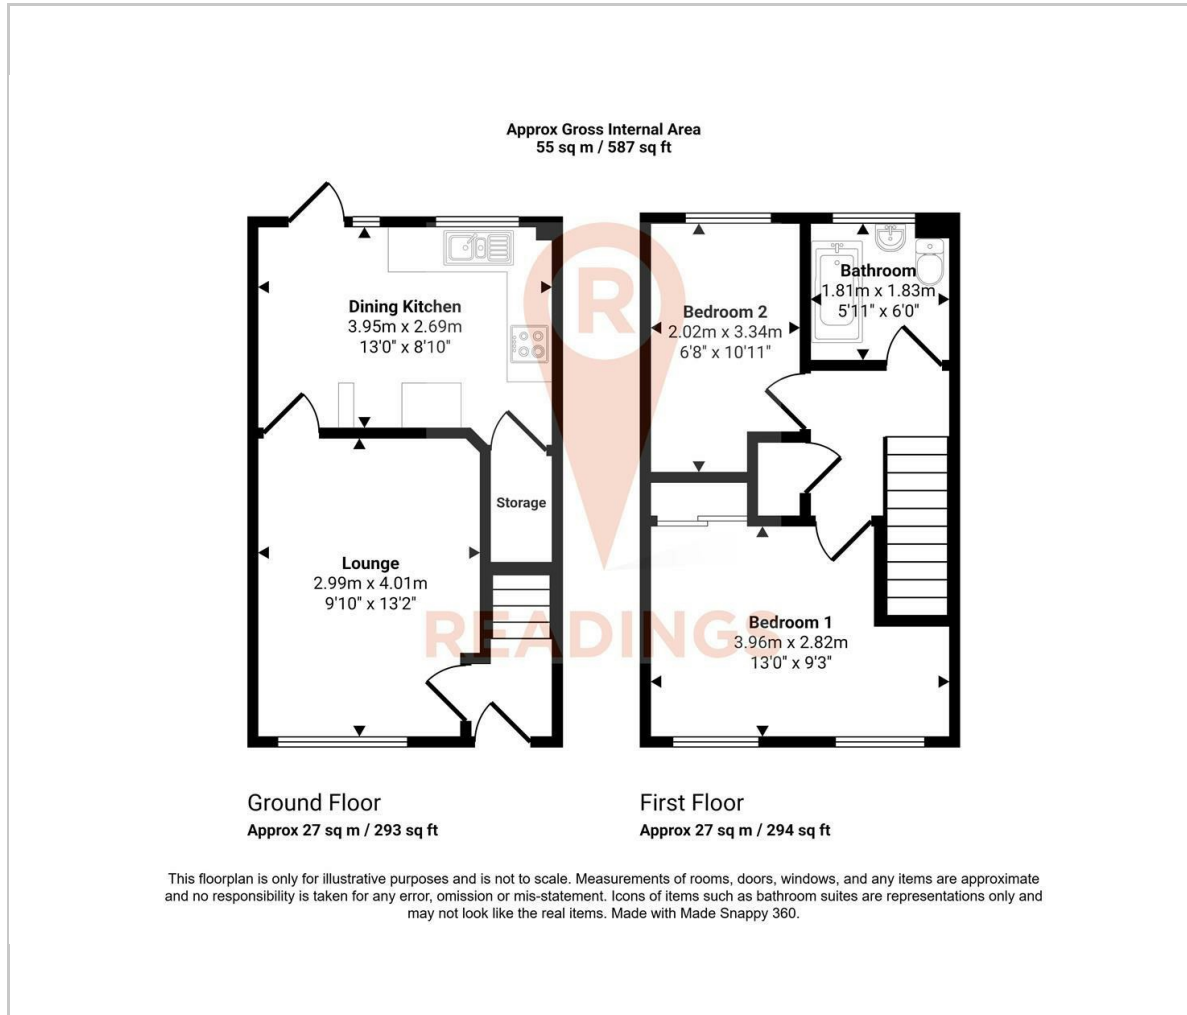 Approx Gross Internal Area
55 sq m / 587 sq ft
Dining Kitchen
3.95m x 2.69m
13'0" x 8'10"
Storage
Lounge
2.99m x 4.01m
9'10" x 13'2"
Bedroom 2
2.02m x 3.34m
6'8" x 10'11"
Bathroom
1.81m x 1.83m
5'11" x 6'0"
Bedroom 1
3.96m x 2.82m
13'0" x 9'3"
R
READINGS
Ground Floor
Approx 27 sq m / 293 sq ft
First Floor
Approx 27 sq m / 294 sq ft
This floorplan is only for illustrative purposes and is not to scale. Measurements of rooms, doors, windows, and any items are approximate
and no responsibility is taken for any error, omission or mis-statement. Icons of items such as bathroom suites are representations only and
may not look like the real items. Made with Made Snappy 360.